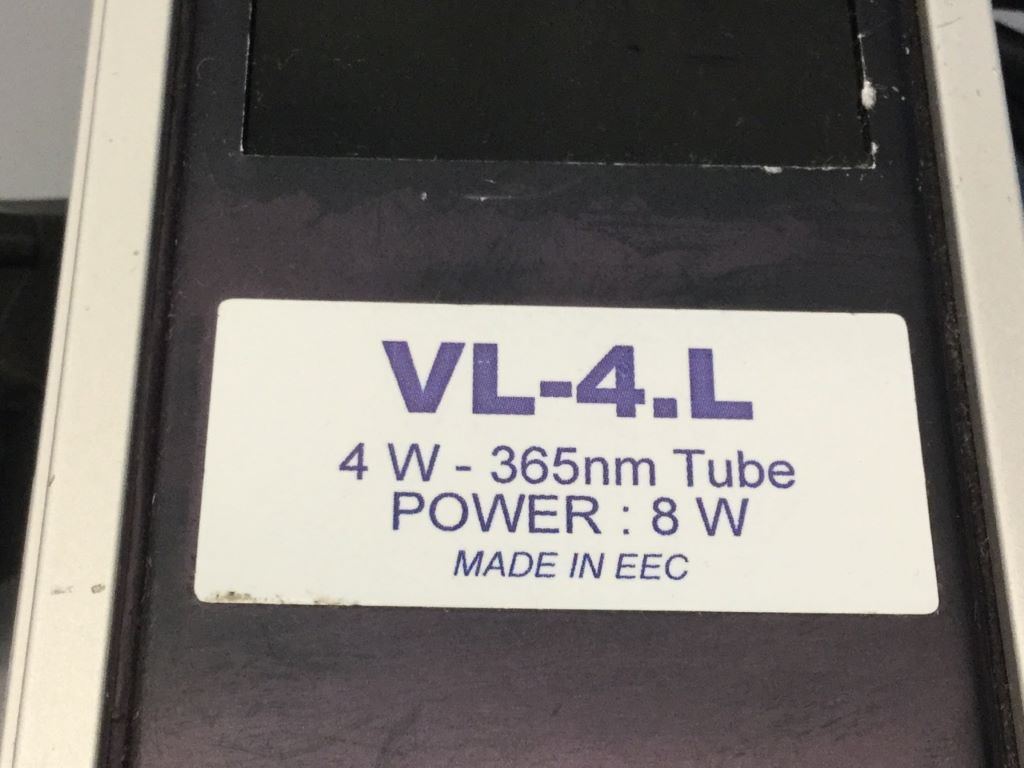 VL-4.L
4 W - 365nm Tube
POWER : 8 W
MADE IN EEC